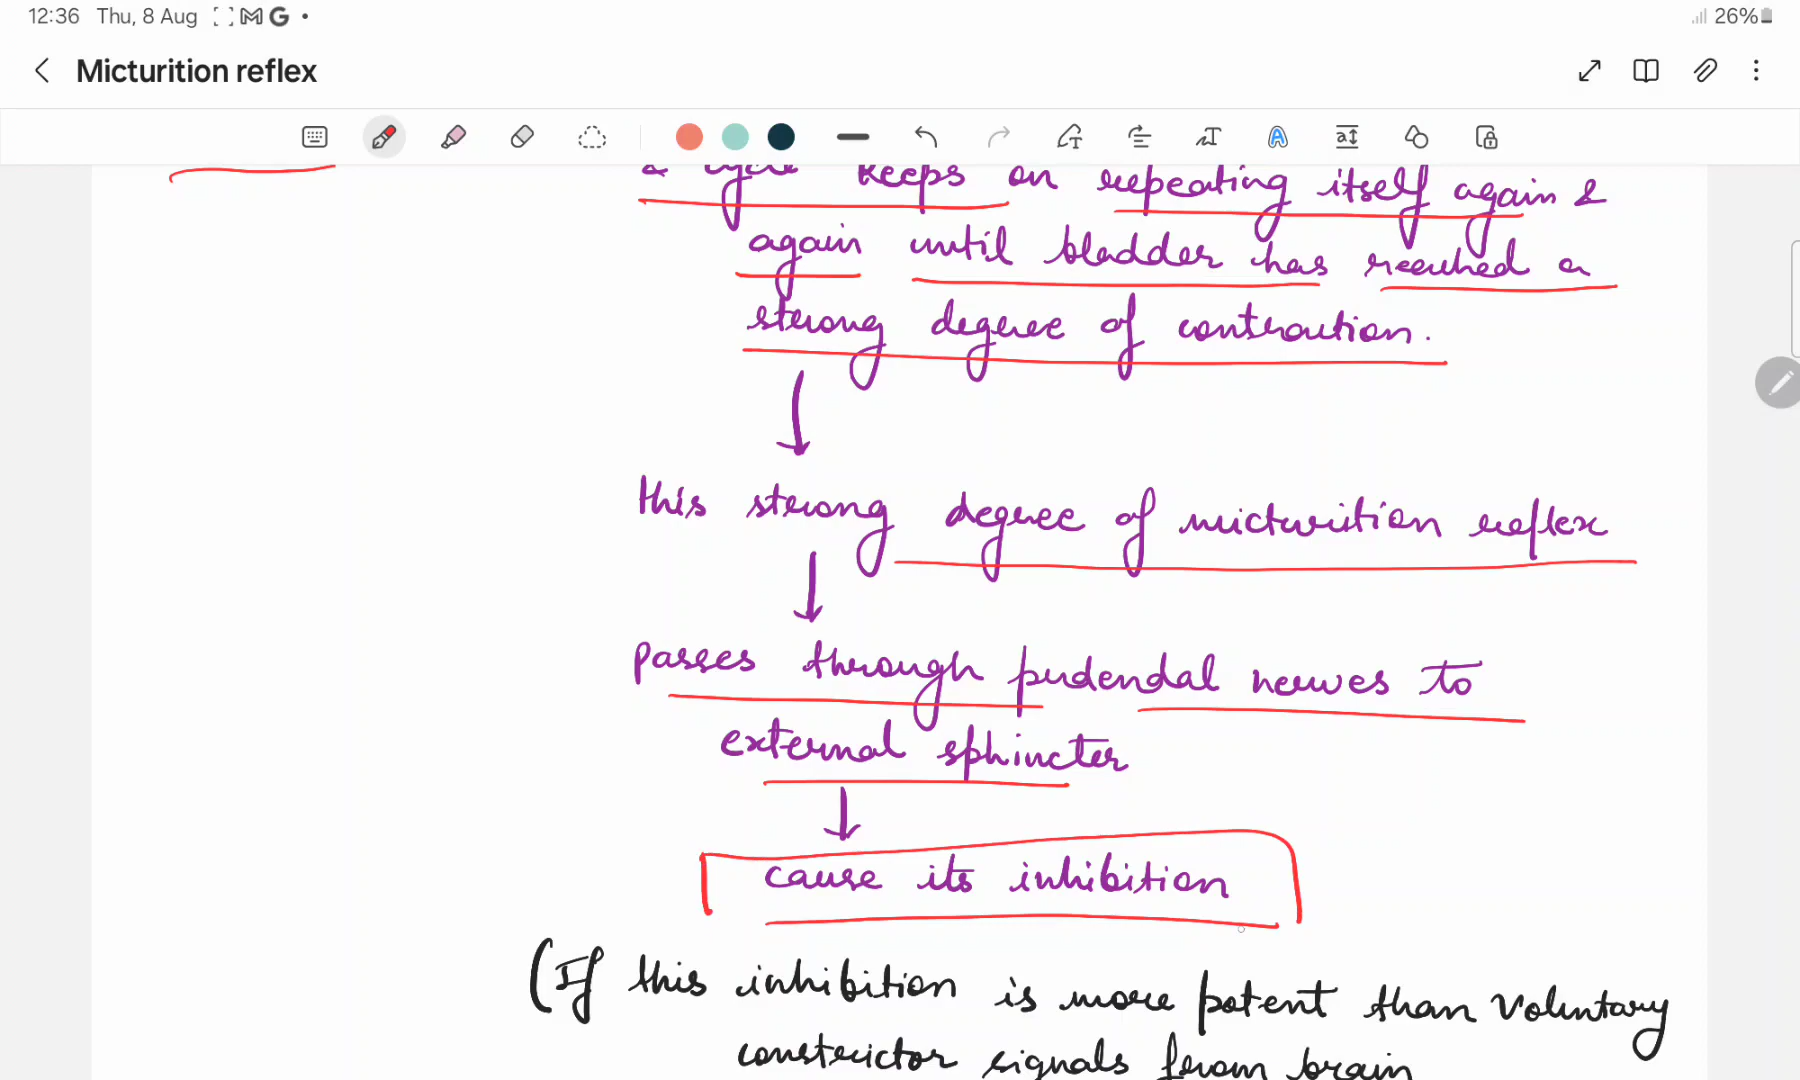 12:36 Thu, 8 Aug G •
26%
Micturition reflex
& cycle keeps on repeating itself again &
again until bladder has reached a
strong degree of contraction.
this strong degree of micturition reflex
passes through pudendal nerves to
external sphincter
cause its inhibition
(If this inhibition is more potent than voluntary
constrictor signals from brain